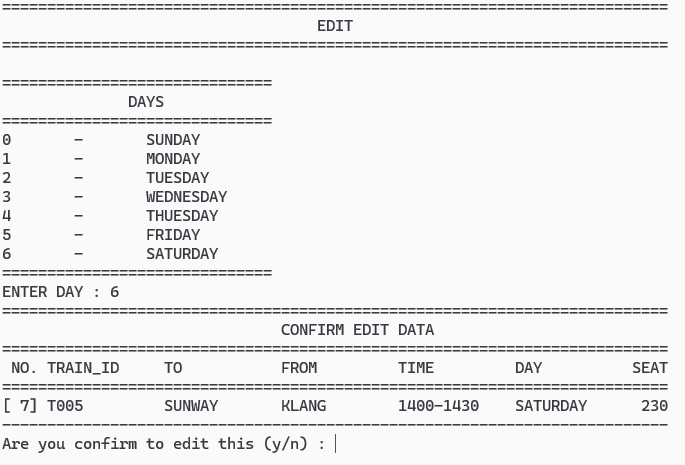 ==========================================================================
EDIT
==========================================================================
==============================
DAYS
==============================
0 - SUNDAY
1 - MONDAY
2 - TUESDAY
3 - WEDNESDAY
4 - THUESDAY
5 - FRIDAY
6 - SATURDAY
==============================
ENTER DAY : 6
==========================================================================
CONFIRM EDIT DATA
==========================================================================
NO. TRAIN_ID TO FROM TIME DAY SEAT
==========================================================================
[ 7] T005 SUNWAY KLANG 1400-1430 SATURDAY 230
--------------------------------------------------------------------------
Are you confirm to edit this (y/n) :